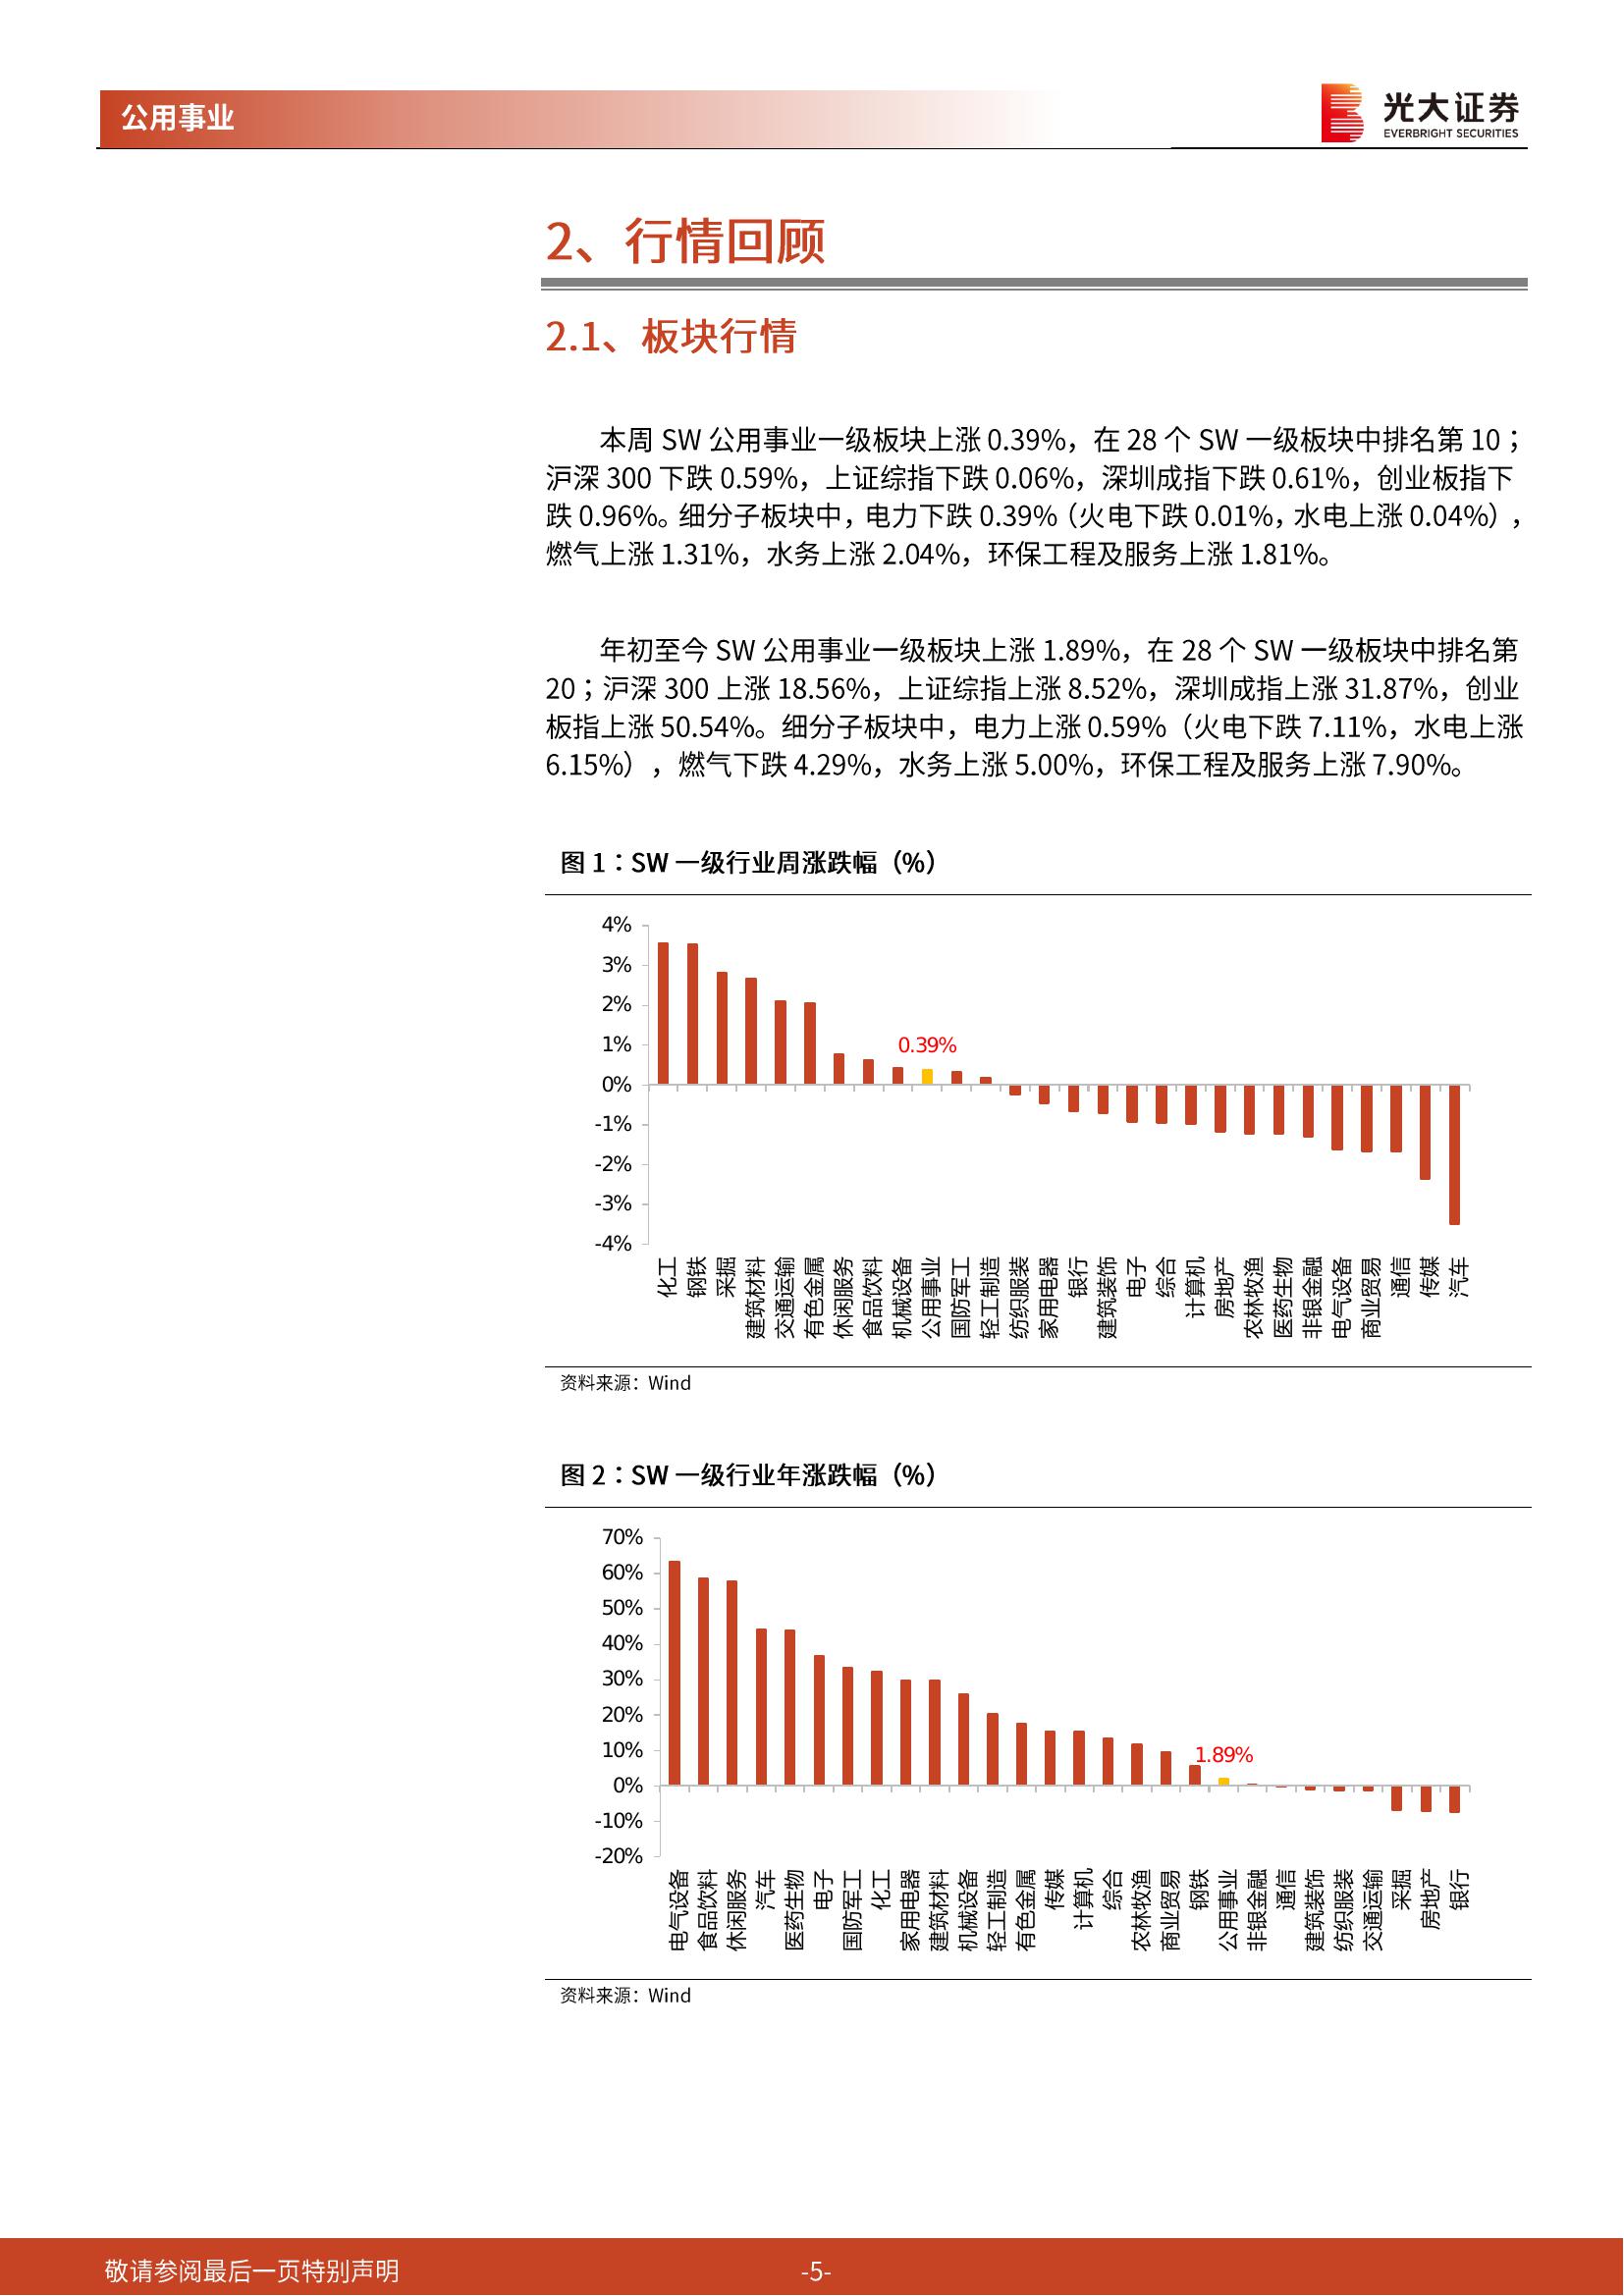 公用事业
光大证券
EVERBRIGHT SECURITIES
2、行情回顾
2.1、板块行情
本周 SW 公用事业一级板块上涨 0.39%，在 28 个 SW 一级板块中排名第 10；
沪深 300 下跌 0.59%，上证综指下跌 0.06%，深圳成指下跌 0.61%，创业板指下
跌 0.96%。细分子板块中，电力下跌 0.39%（火电下跌 0.01%，水电上涨 0.04%），
燃气上涨 1.31%，水务上涨 2.04%，环保工程及服务上涨 1.81%。
年初至今 SW 公用事业一级板块上涨 1.89%，在 28 个 SW 一级板块中排名第
20；沪深 300 上涨 18.56%，上证综指上涨 8.52%，深圳成指上涨 31.87%，创业
板指上涨 50.54%。细分子板块中，电力上涨 0.59%（火电下跌 7.11%，水电上涨
6.15%），燃气下跌 4.29%，水务上涨 5.00%，环保工程及服务上涨 7.90%。
图 1：SW 一级行业周涨跌幅（%）
4%
3%
2%
1%
0%
-1%
-2%
-3%
-4%
0.39%
化工
钢铁
采掘
建筑材料
交通运输
有色金属
休闲服务
食品饮料
机械设备
公用事业
国防军工
轻工制造
纺织服装
家用电器
银行
建筑装饰
电子
综合
计算机
房地产
农林牧渔
医药生物
非银金融
电气设备
商业贸易
通信
传媒
汽车
资料来源：Wind
图 2：SW 一级行业年涨跌幅（%）
70%
60%
50%
40%
30%
20%
10%
0%
-10%
-20%
1.89%
电气设备
食品饮料
休闲服务
汽车
医药生物
电子
国防军工
化工
家用电器
建筑材料
机械设备
轻工制造
有色金属
传媒
计算机
综合
农林牧渔
商业贸易
钢铁
公用事业
非银金融
通信
建筑装饰
纺织服装
交通运输
采掘
房地产
银行
资料来源：Wind
敬请参阅最后一页特别声明
-5-